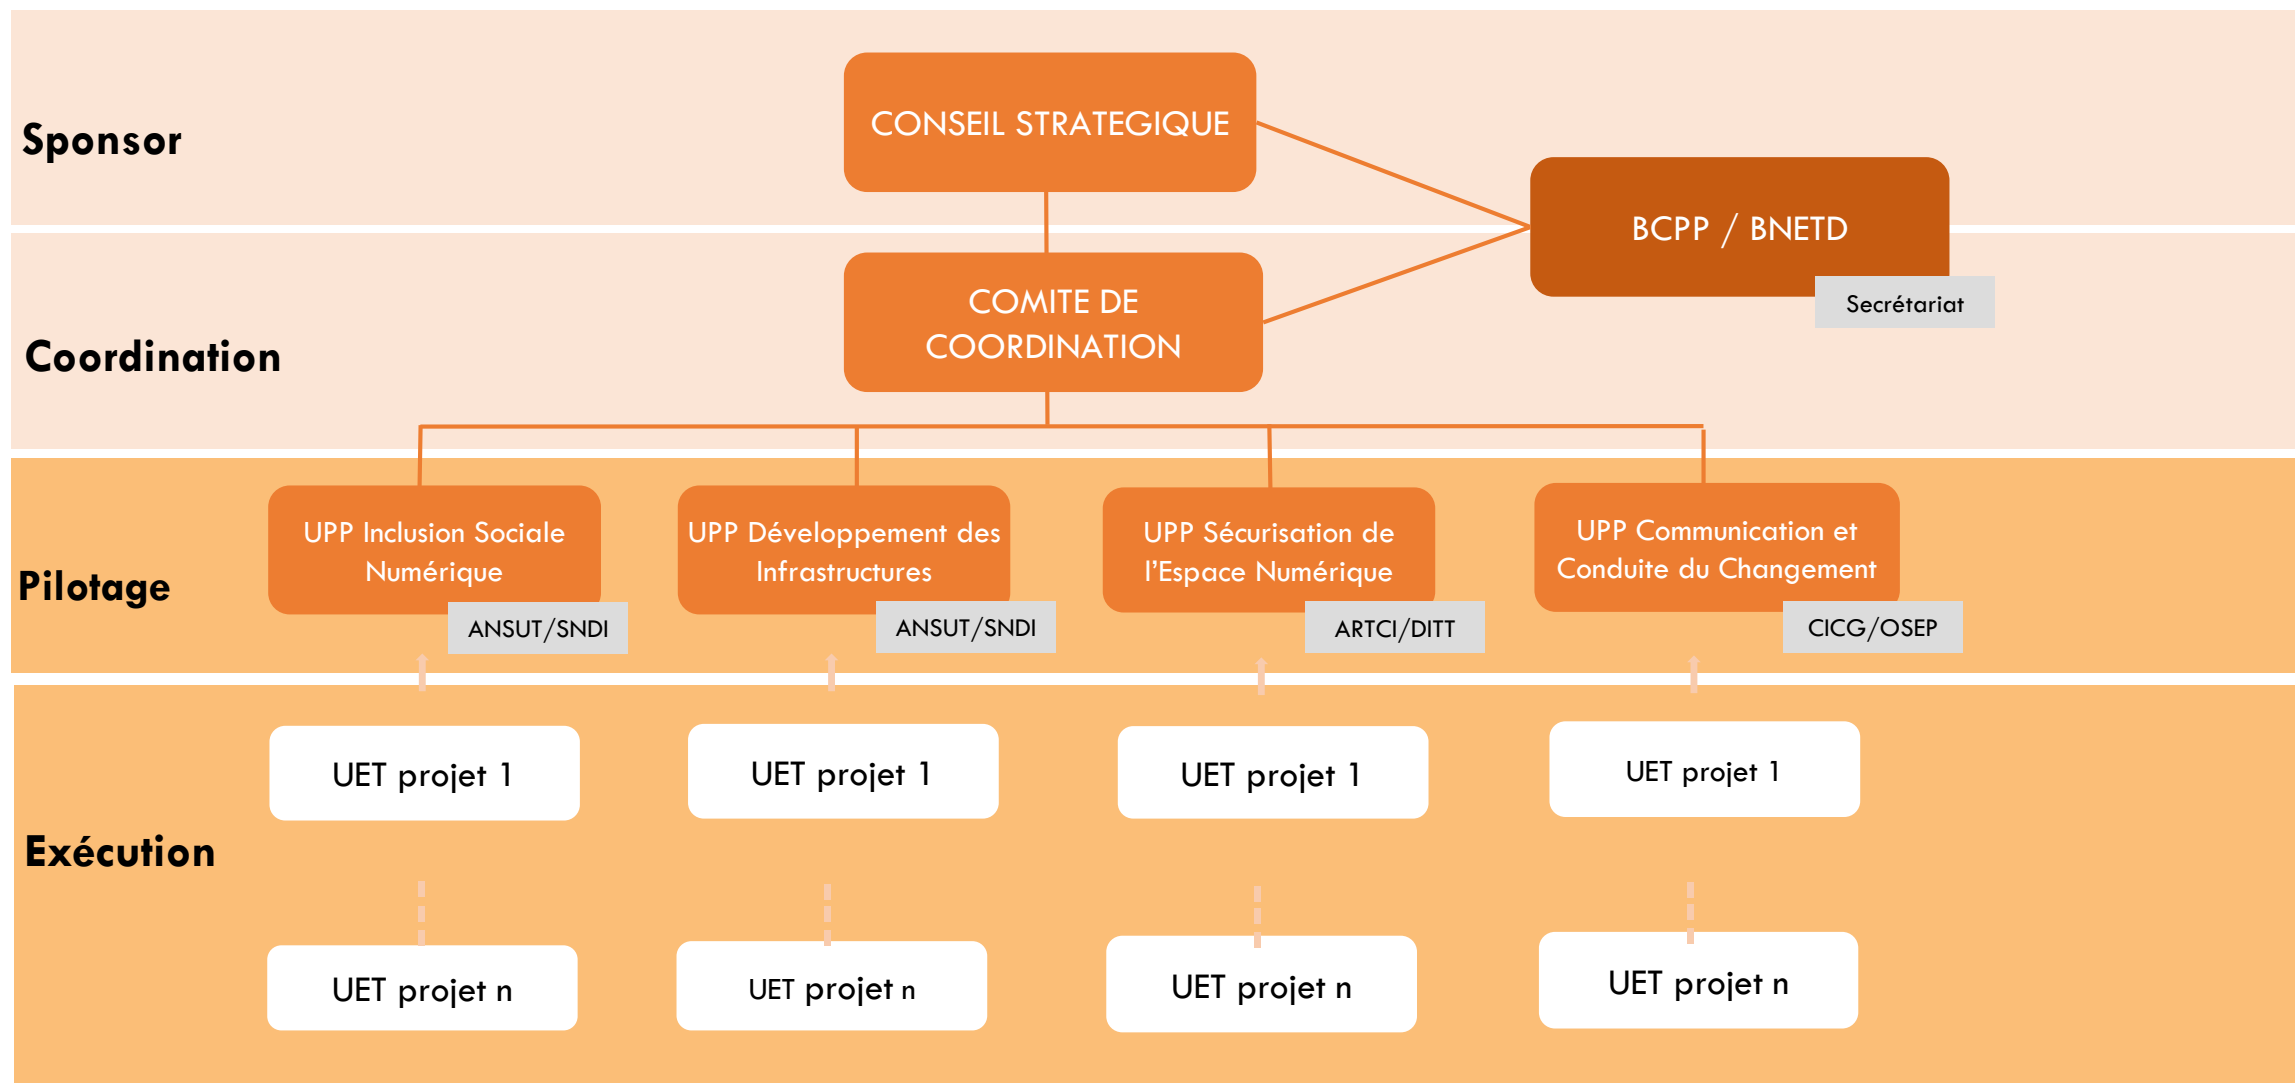 Sponsor
CONSEIL STRATEGIQUE
BCPP / BNETD
Secrétariat
Coordination
COMITE DE
COORDINATION
Pilotage
UPP Inclusion Sociale
Numérique
ANSUT/SNDI
UPP Développement des
Infrastructures
ANSUT/SNDI
UPP Sécurisation de
l’Espace Numérique
ARTCI/DITT
UPP Communication et
Conduite du Changement
CICG/OSEP
Exécution
UET projet 1
UET projet 1
UET projet 1
UET projet 1
UET projet n
UET projet n
UET projet n
UET projet n